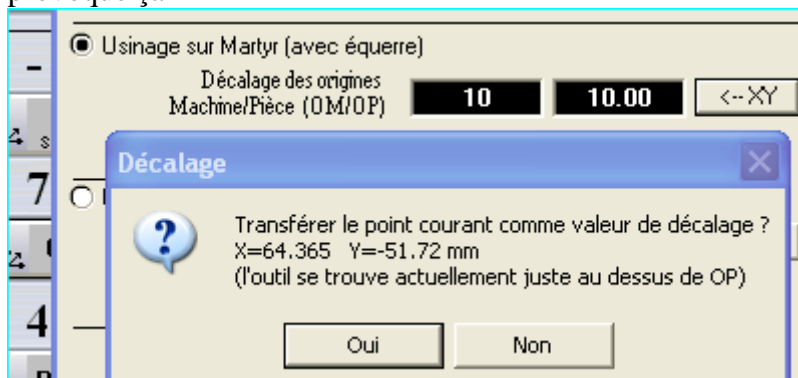 Usinage sur Martyr (avec équerre)
Décalage des origines
Machine/Pièce (OM/OP) 10 10.00 <--XY
-
s
7
4
Décalage
Transférer le point courant comme valeur de décalage ?
X=64.365 Y=-51.72 mm
(l'outil se trouve actuellement juste au dessus de OP)
Oui Non